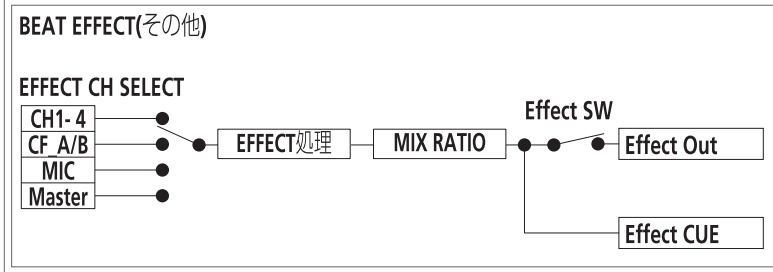 BEAT EFFECT(その他)
EFFECT CH SELECT
CH1- 4
CF_A/B
MIC
Master
EFFECT処理
MIX RATIO
Effect SW
Effect Out
Effect CUE